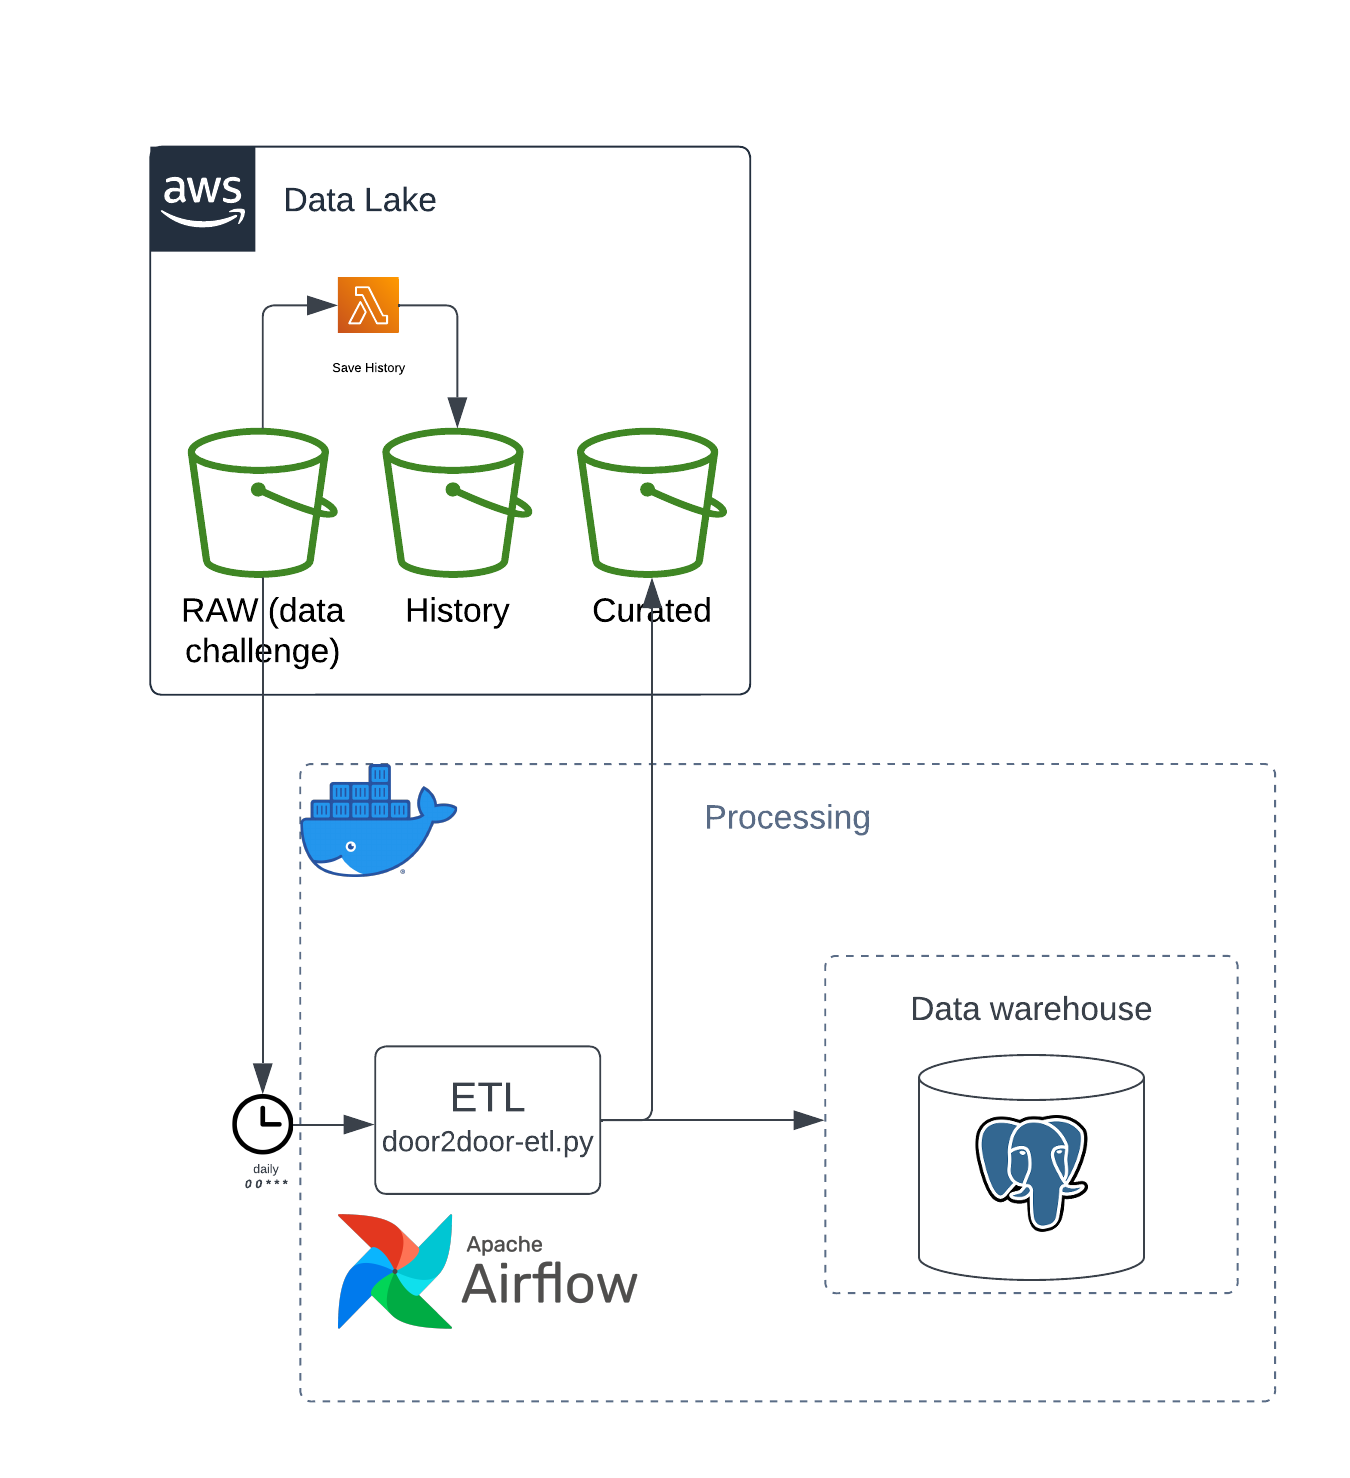 aws
Data Lake
Save History
RAW (data
challenge)
History
Curated
Processing
Data warehouse
ETL
door2door-etl.py
daily
0 0 * * *
Apache
Airflow